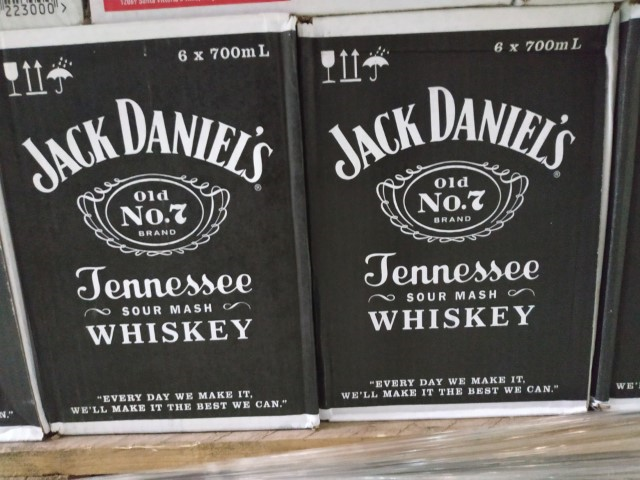 223000
6 x 700mL
JACK DANIEL'S®
Old
No.7
BRAND
Tennessee
SOUR MASH
WHISKEY
"EVERY DAY WE MAKE IT,
WE'LL MAKE IT THE BEST WE CAN."
6 x 700mL
JACK DANIEL'S®
Old
No.7
BRAND
Tennessee
SOUR MASH
WHISKEY
"EVERY DAY WE MAKE IT,
WE'LL MAKE IT THE BEST WE CAN."
WE'
N."